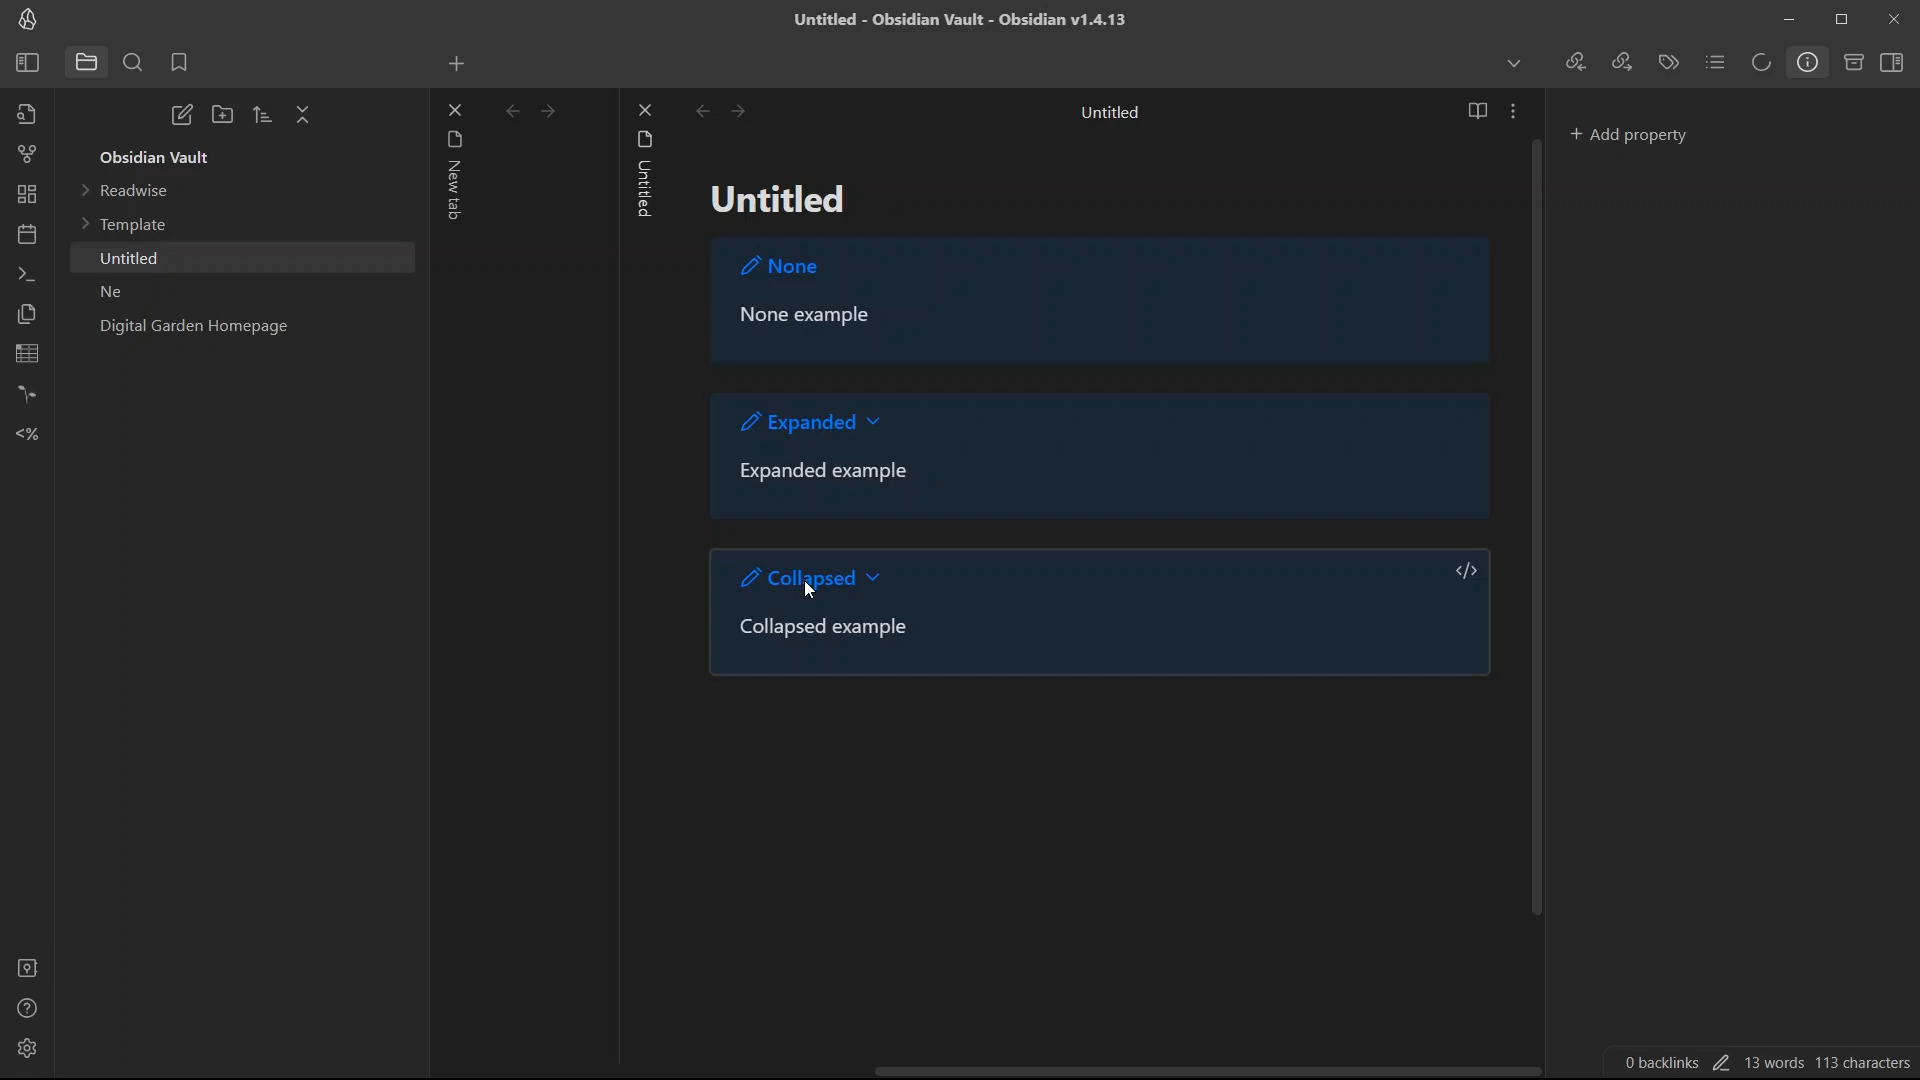 Untitled - Obsidian Vault - Obsidian v1.4.13
Obsidian Vault
Readwise
Template
Untitled
Ne
Digital Garden Homepage
New tab
Untitled
Untitled
Untitled
None
None example
Expanded
Expanded example
Collapsed
Collapsed example
</>
+ Add property
<%
0 backlinks 13 words 113 characters